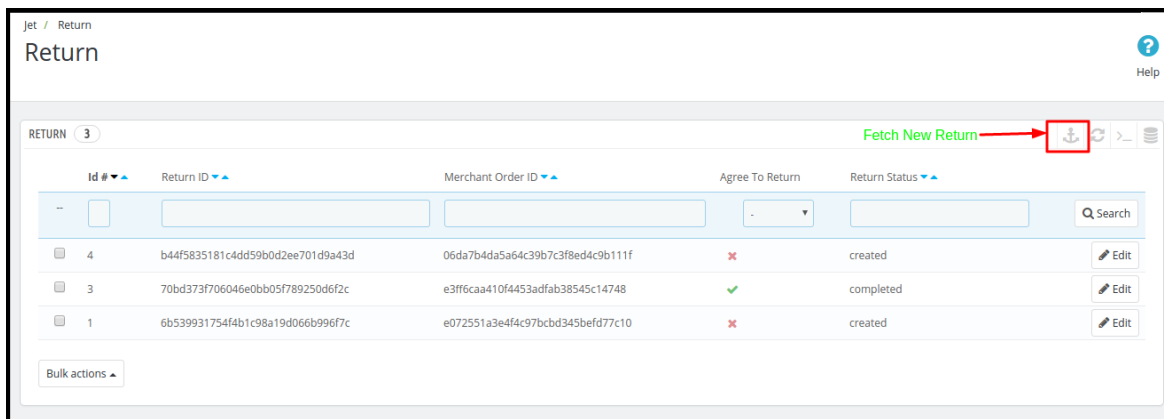 Jet / Return
Return
Help
RETURN 3
Fetch New Return
Id # Return ID Merchant Order ID Agree To Return Return Status
-- - Search
4 b44f5835181c4dd59b0d2ee701d9a43d 06da7b4da5a64c39b7c3f8ed4c9b111f created Edit
3 70bd373f706046e0bb05f789250d6f2c e3ff6caa410f4453adfab38545c14748 completed Edit
1 6b539931754f4b1c98a19d066b996f7c e072551a3e4f4c97bcbd345befd77c10 created Edit
Bulk actions